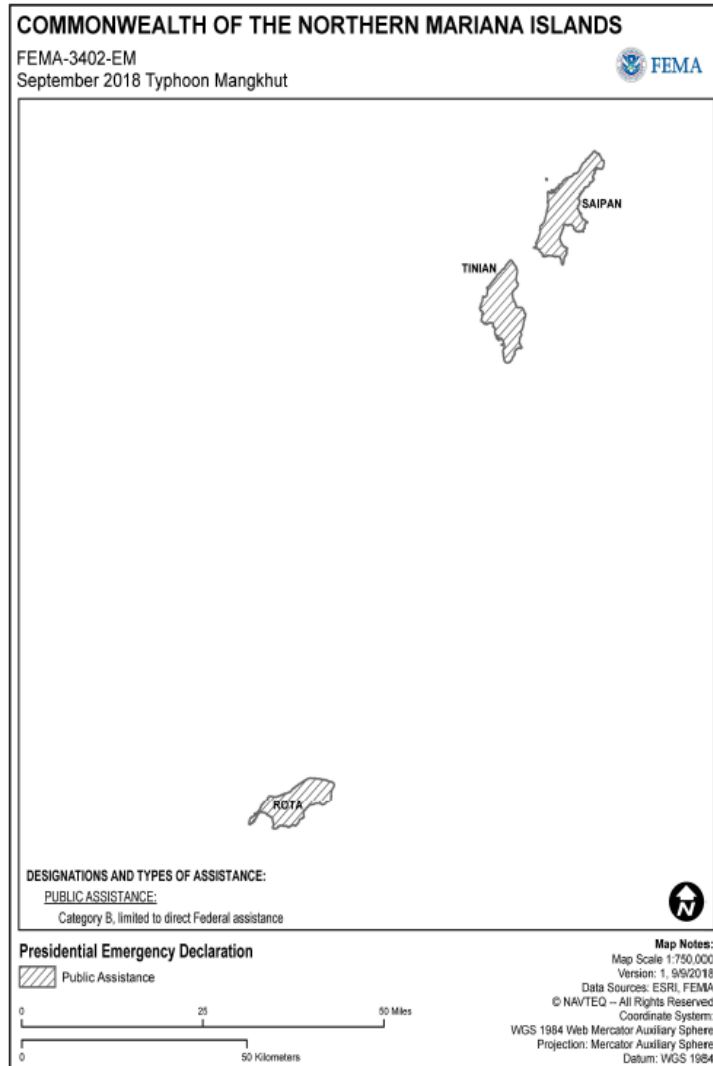 COMMONWEALTH OF THE NORTHERN MARIANA ISLANDS
FEMA-3402-EM
September 2018 Typhoon Mangkhut
FEMA
SAIPAN
TINIAN
ROTA
DESIGNATIONS AND TYPES OF ASSISTANCE:
PUBLIC ASSISTANCE:
Category B, limited to direct Federal assistance
N
Presidential Emergency Declaration
Public Assistance
0 25 50 Miles
0 50 Kilometers
Map Notes:
Map Scale 1:750,000
Version: 1, 9/9/2018
Data Sources: ESRI, FEMA
© NAVTEQ -- All Rights Reserved
Coordinate System:
WGS 1984 Web Mercator Auxiliary Sphere
Projection: Mercator Auxiliary Sphere
Datum: WGS 1984